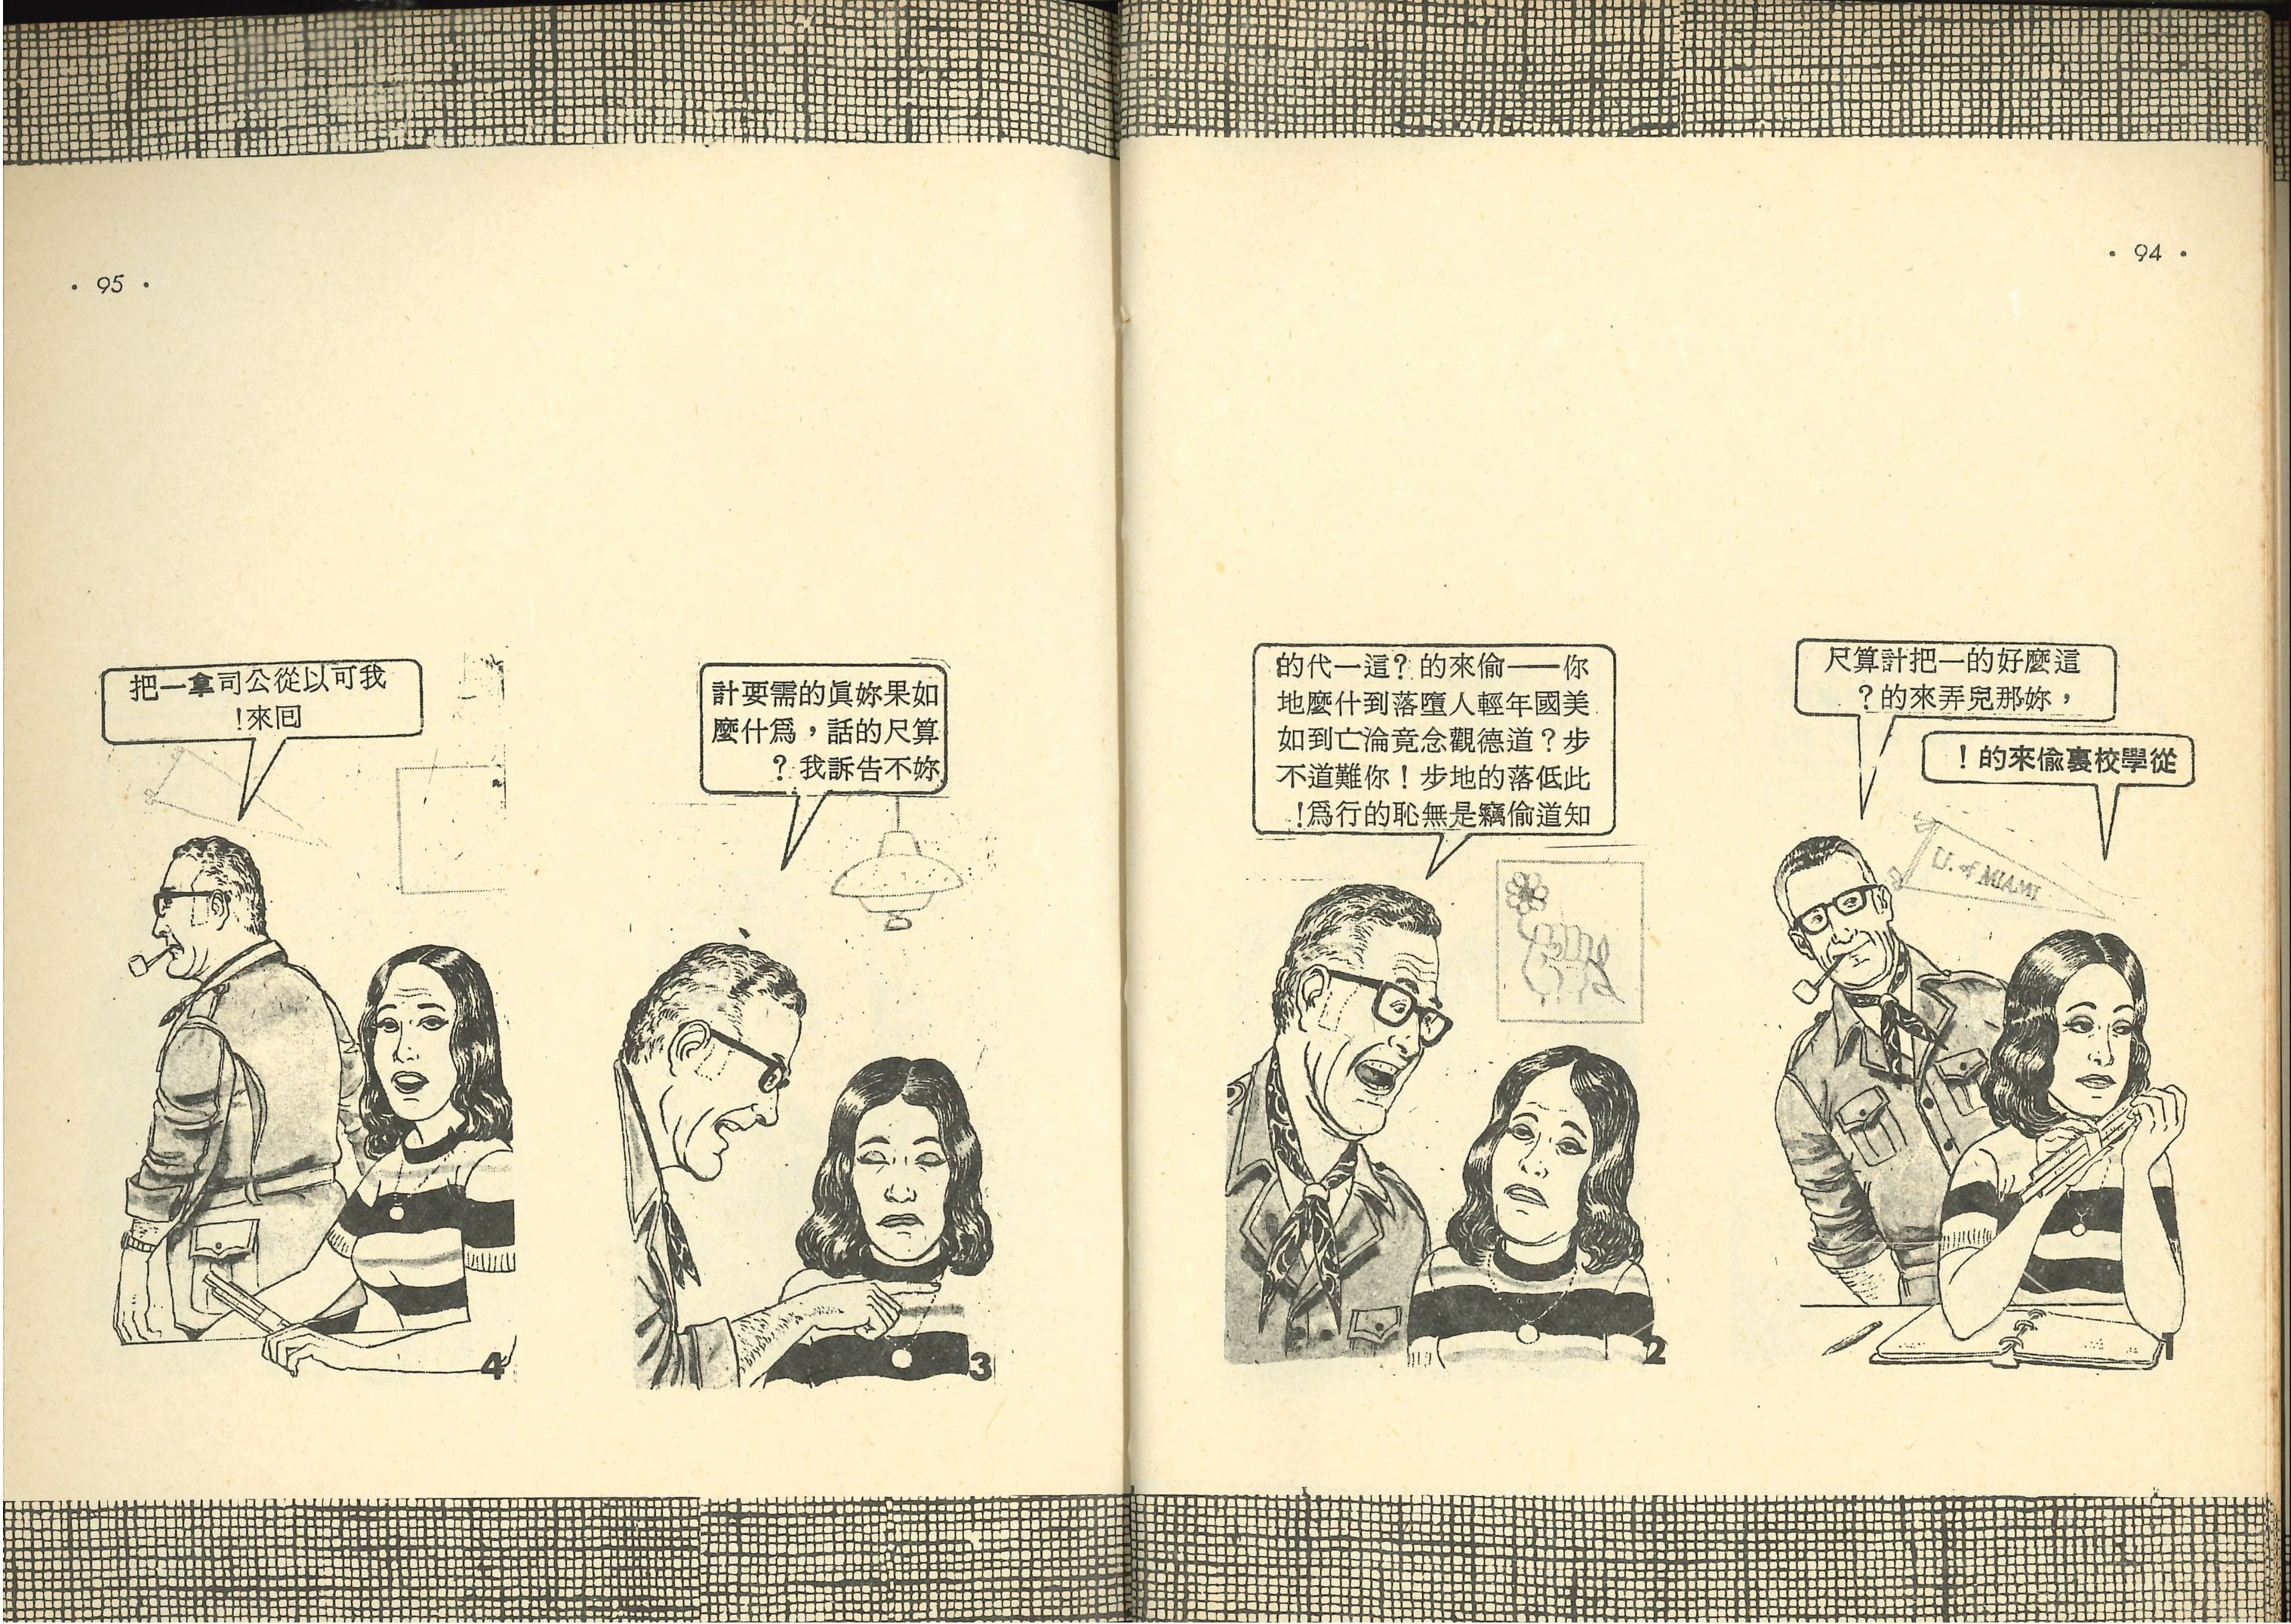 · 94 ·
這麼好的一把計算尺
，妳那兒弄來的？
從學校裏偷來的！
U. of MIAMI
1
你——偷來的？這一代的
美國年輕人墮落到什麼地
步？道德觀念竟淪亡到如
此低落的地步！你難道不
知道偷竊是無恥的行爲！
2
· 95 ·
如果妳眞的需要計
算尺的話，爲什麼
妳不告訴我？
3
我可以從公司拿一把
囘來！
4